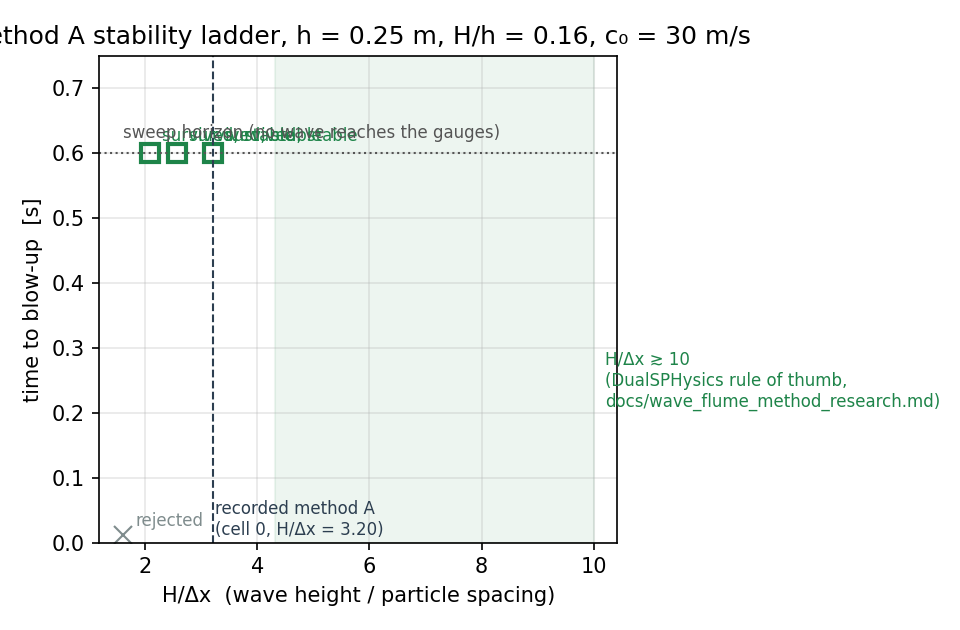 ethod A stability ladder, h = 0.25 m, H/h = 0.16, c₀ = 30 m/s
0.7
sweep horizon (no wave reaches the gauges)
0.6
0.5
time to blow-up [s]
0.4
0.3
H/Δx ≳ 10
(DualSPHysics rule of thumb,
docs/wave_flume_method_research.md)
0.2
0.1
recorded method A
(cell 0, H/Δx = 3.20)
rejected
0.0
2
4
6
8
10
H/Δx (wave height / particle spacing)